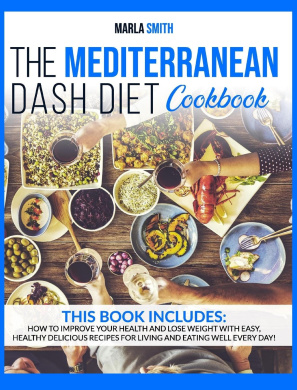 MARLA SMITH
THE MEDITERRANEAN
DASH DIET Cookbook
THIS BOOK INCLUDES:
HOW TO IMPROVE YOUR HEALTH AND LOSE WEIGHT WITH EASY,
HEALTHY DELICIOUS RECIPES FOR LIVING AND EATING WELL EVERY DAY!